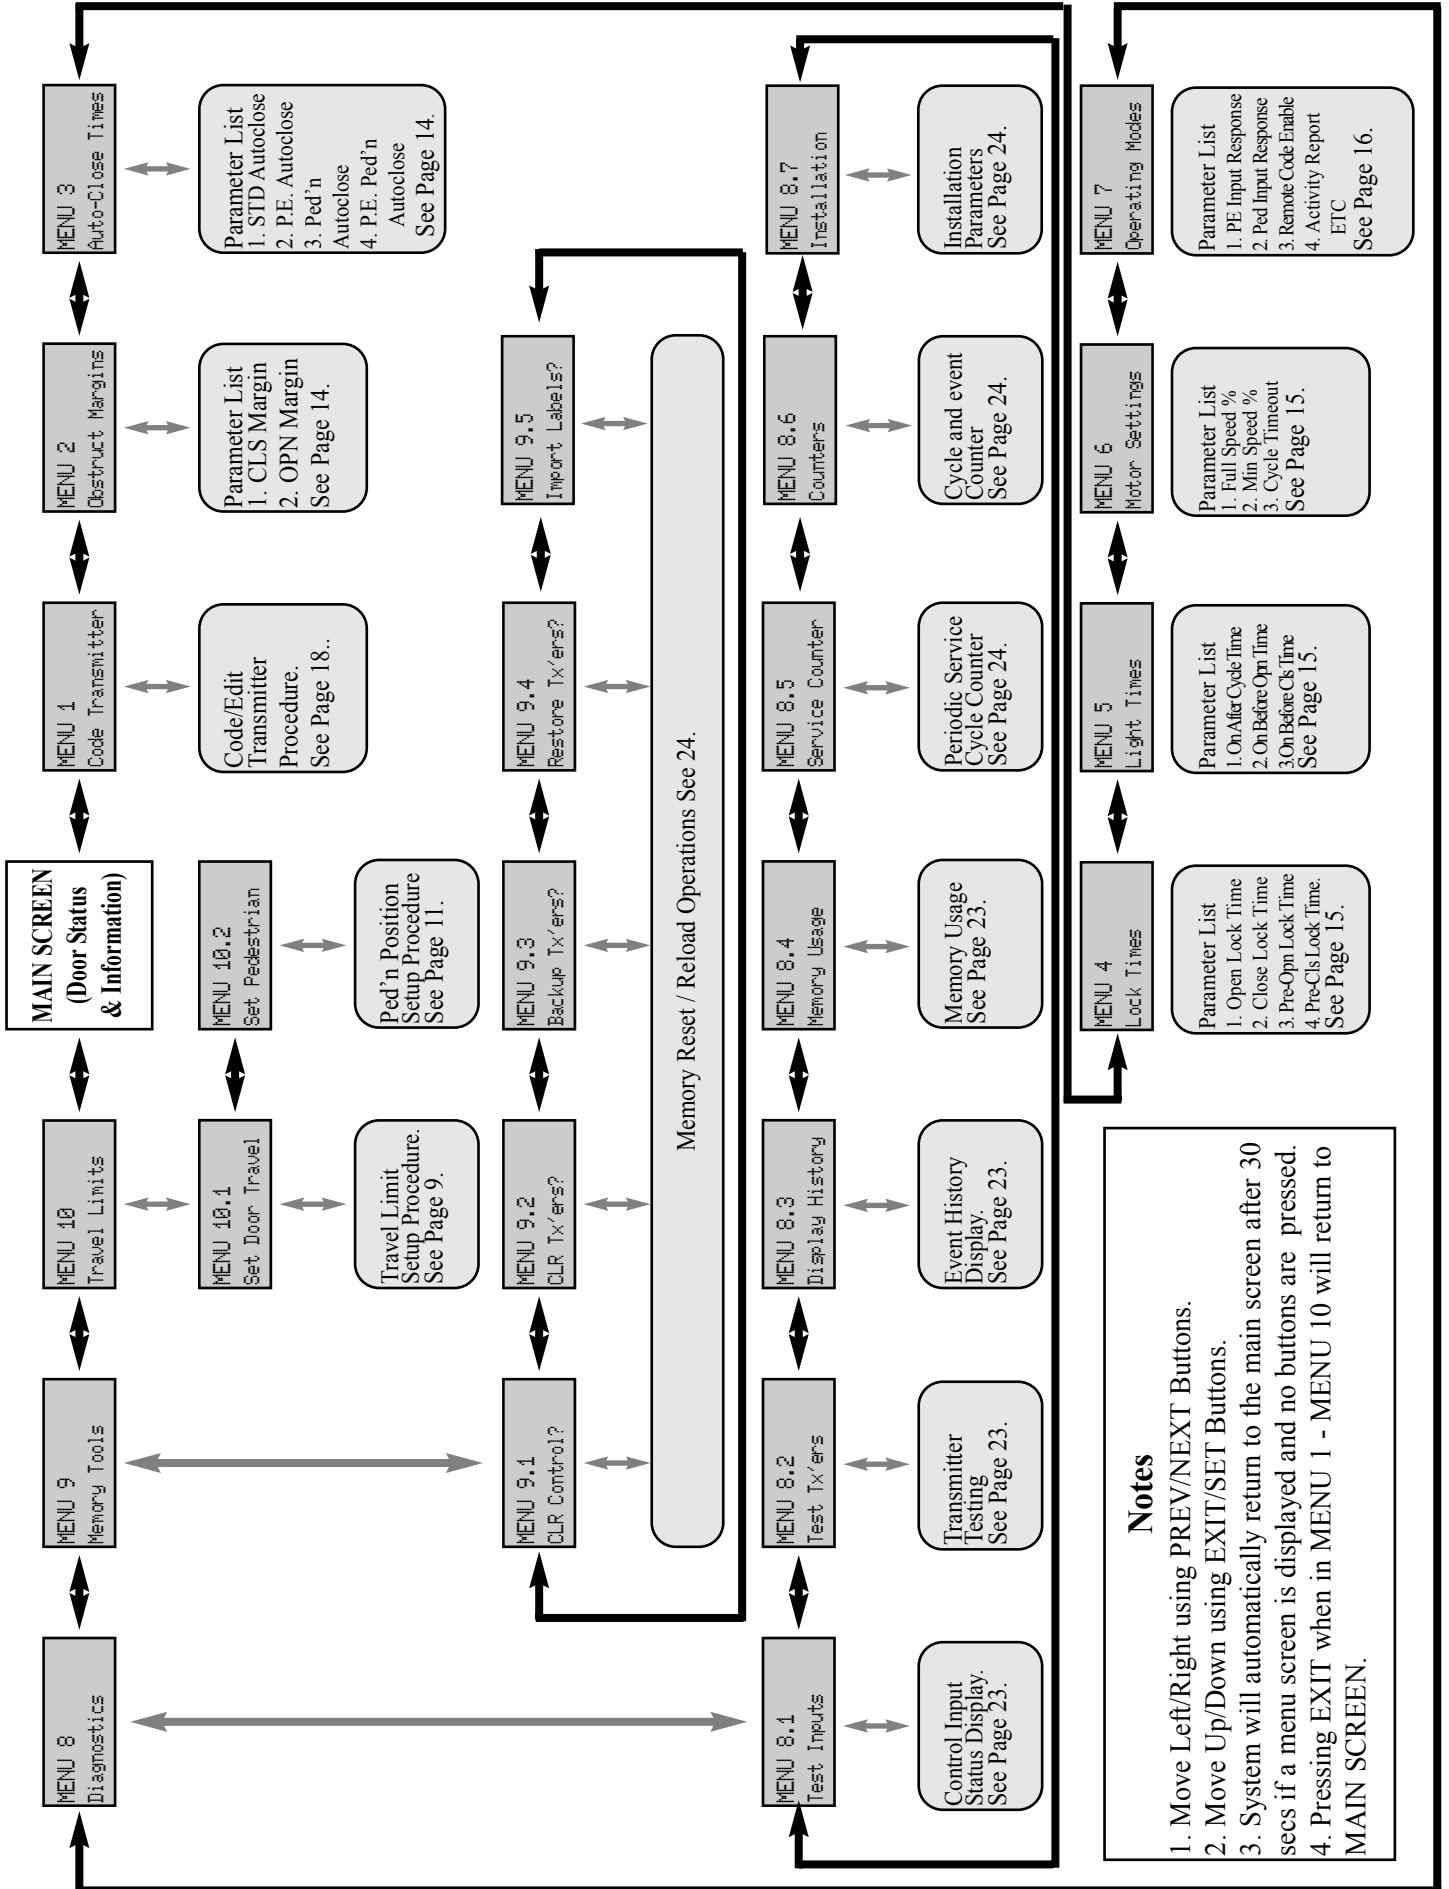 MENU 8
Diagnostics
MENU 9
Memory Tools
MENU 10
Travel Limits
MAIN SCREEN
(Door Status
& Information)
MENU 1
Code Transmitter
MENU 2
Obstruct Margins
MENU 3
Auto-Close Times
MENU 10.1
Set Door Travel
MENU 10.2
Set Pedestrian
Code/Edit
Transmitter
Procedure.
See Page 18..
Parameter List
1. CLS Margin
2. OPN Margin
See Page 14.
Parameter List
1. STD Autoclose
2. P.E. Autoclose
3. Ped'n
Autoclose
4. P.E. Ped'n
Autoclose
See Page 14.
Travel Limit
Setup Procedure.
See Page 9.
Ped'n Position
Setup Procedure
See Page 11.
MENU 9.1
CLR Control?
MENU 9.2
CLR Tx'ers?
MENU 9.3
Backup Tx'ers?
MENU 9.4
Restore Tx'ers?
MENU 9.5
Import Labels?
Memory Reset / Reload Operations See 24.
MENU 8.1
Test Inputs
MENU 8.2
Test Tx'ers
MENU 8.3
Display History
MENU 8.4
Memory Usage
MENU 8.5
Service Counter
MENU 8.6
Counters
MENU 8.7
Installation
Control Input
Status Display.
See Page 23.
Transmitter
Testing
See Page 23.
Event History
Display.
See Page 23.
Memory Usage
See Page 23.
Periodic Service
Cycle Counter
See Page 24.
Cycle and event
Counter
See Page 24.
Installation
Parameters
See Page 24.
MENU 4
Lock Times
MENU 5
Light Times
MENU 6
Motor Settings
MENU 7
Operating Modes
Parameter List
1. Open Lock Time
2. Close Lock Time
3. Pre-Opn Lock Time
4. Pre-Cls Lock Time.
See Page 15.
Parameter List
1.On After Cycle Time
2.On Before Opn Time
3.On Before Cls Time
See Page 15.
Parameter List
1. Full Speed %
2. Min Speed %
3. Cycle Timeout
See Page 15.
Parameter List
1. PE Input Response
2. Ped Input Response
3. Remote Code Enable
4. Activity Report
ETC
See Page 16.
Notes
1. Move Left/Right using PREV/NEXT Buttons.
2. Move Up/Down using EXIT/SET Buttons.
3. System will automatically return to the main screen after 30
secs if a menu screen is displayed and no buttons are pressed.
4. Pressing EXIT when in MENU 1 - MENU 10 will return to
MAIN SCREEN.